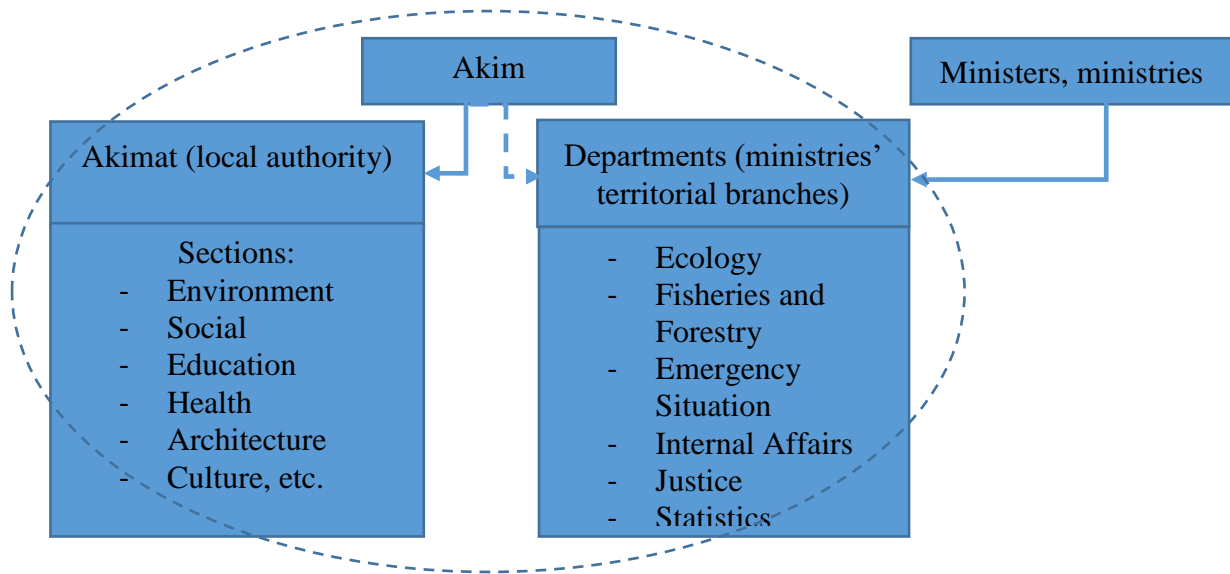 Akim
Ministers, ministries
Akimat (local authority)
Departments (ministries’
territorial branches)
Sections:
- Environment
- Social
- Education
- Health
- Architecture
- Culture, etc.
- Ecology
- Fisheries and
Forestry
- Emergency
Situation
- Internal Affairs
- Justice
- Statistics